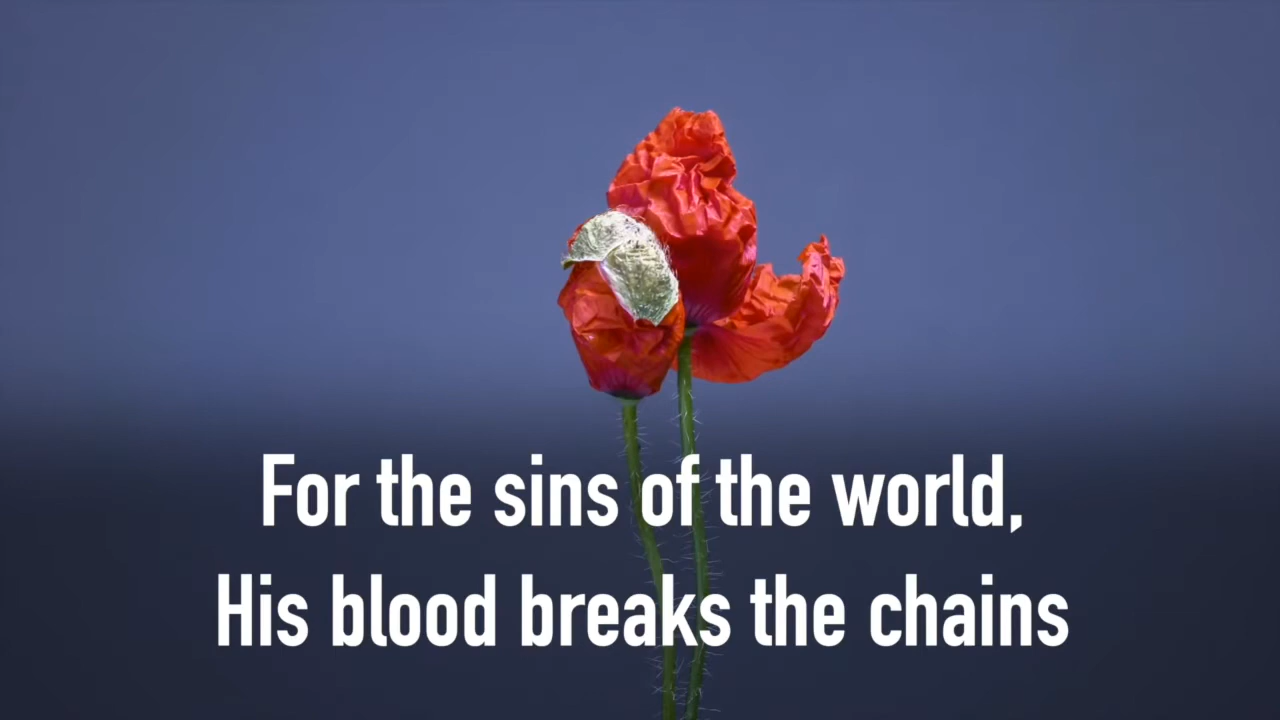 For the sins of the world,
His blood breaks the chains